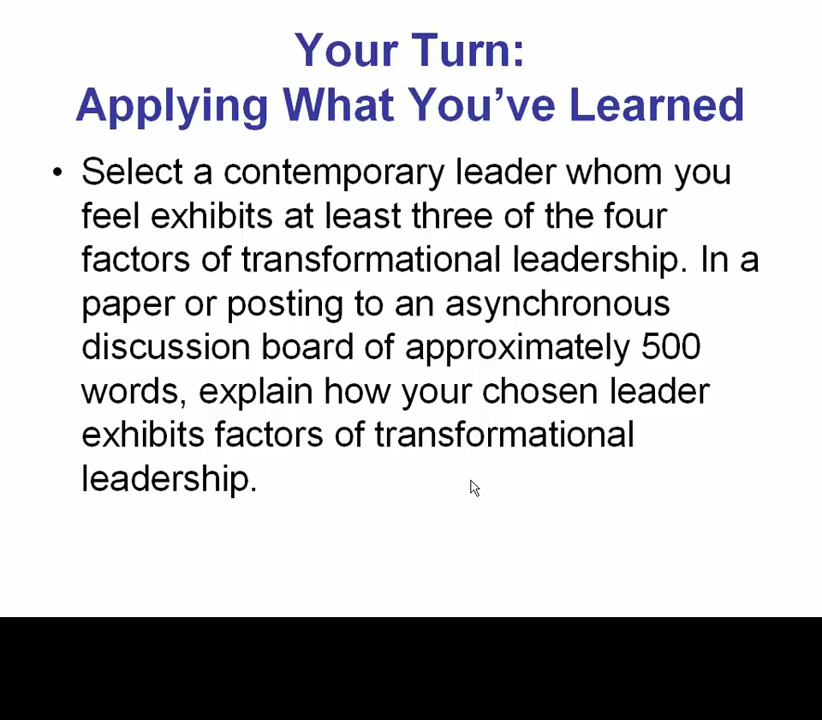 Your Turn:
Applying What You’ve Learned
• Select a contemporary leader whom you
feel exhibits at least three of the four
factors of transformational leadership. In a
paper or posting to an asynchronous
discussion board of approximately 500
words, explain how your chosen leader
exhibits factors of transformational
leadership.